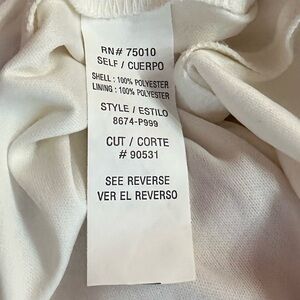 RN# 75010
SELF / CUERPO
SHELL : 100% POLYESTER
LINING : 100% POLYESTER
STYLE / ESTILO
8674-P999
CUT / CORTE
# 90531
SEE REVERSE
VER EL REVERSO